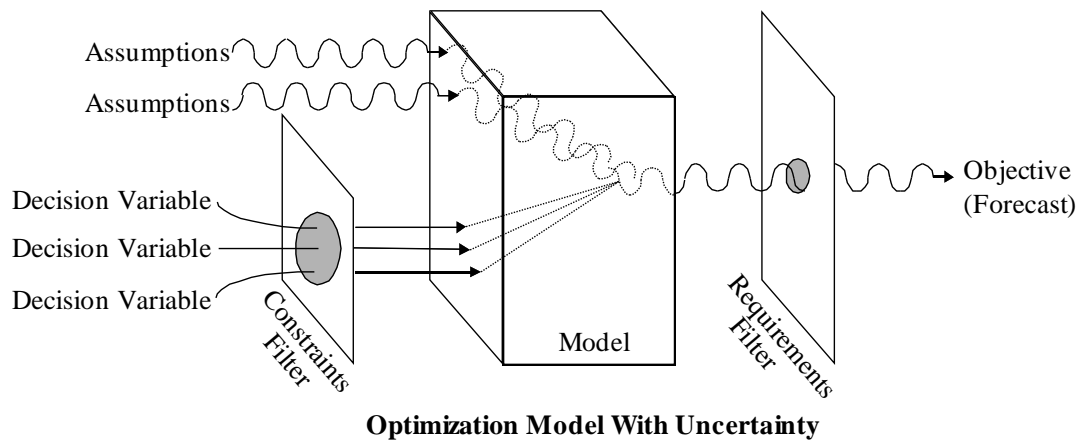 Assumptions
Assumptions
Decision Variable
Decision Variable
Decision Variable
Constraints
Filter
Model
Requirements
Filter
Objective
(Forecast)
Optimization Model With Uncertainty